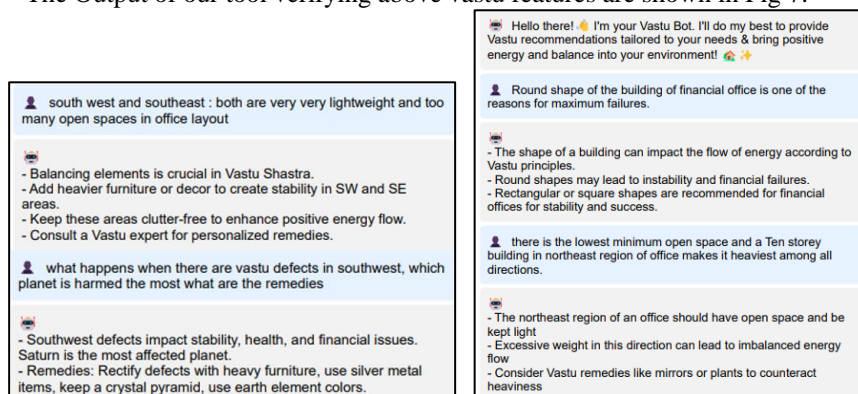 The Output of our tool verifying above vastu features are shown in Fig 7.
south west and southeast : both are very very lightweight and too
many open spaces in office layout
- Balancing elements is crucial in Vastu Shastra.
- Add heavier furniture or decor to create stability in SW and SE
areas.
- Keep these areas clutter-free to enhance positive energy flow.
- Consult a Vastu expert for personalized remedies.
what happens when there are vastu defects in southwest, which
planet is harmed the most what are the remedies
- Southwest defects impact stability, health, and financial issues.
Saturn is the most affected planet.
- Remedies: Rectify defects with heavy furniture, use silver metal
items, keep a crystal pyramid, use earth element colors.
Hello there! 👋 I'm your Vastu Bot. I'll do my best to provide
Vastu recommendations tailored to your needs & bring positive
energy and balance into your environment! 🏡 ✨
Round shape of the building of financial office is one of the
reasons for maximum failures.
- The shape of a building can impact the flow of energy according to
Vastu principles.
- Round shapes may lead to instability and financial failures.
- Rectangular or square shapes are recommended for financial
offices for stability and success.
there is the lowest minimum open space and a Ten storey
building in northeast region of office makes it heaviest among all
directions.
- The northeast region of an office should have open space and be
kept light
- Excessive weight in this direction can lead to imbalanced energy
flow
- Consider Vastu remedies like mirrors or plants to counteract
heaviness